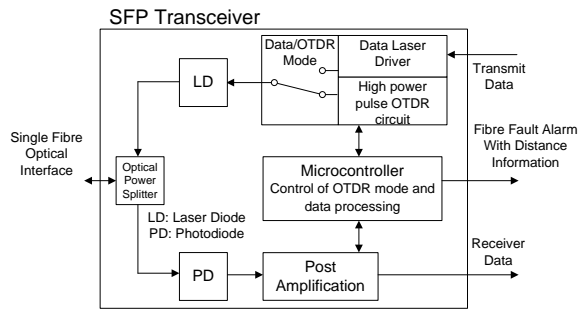 SFP Transceiver
Data/OTDR
Mode
Data Laser
Driver
High power
pulse OTDR
circuit
LD
Transmit
Data
Single Fibre
Optical
Interface
Optical
Power
Splitter
Microcontroller
Control of OTDR mode and
data processing
Fibre Fault Alarm
With Distance
Information
LD: Laser Diode
PD: Photodiode
PD
Post
Amplification
Receiver
Data